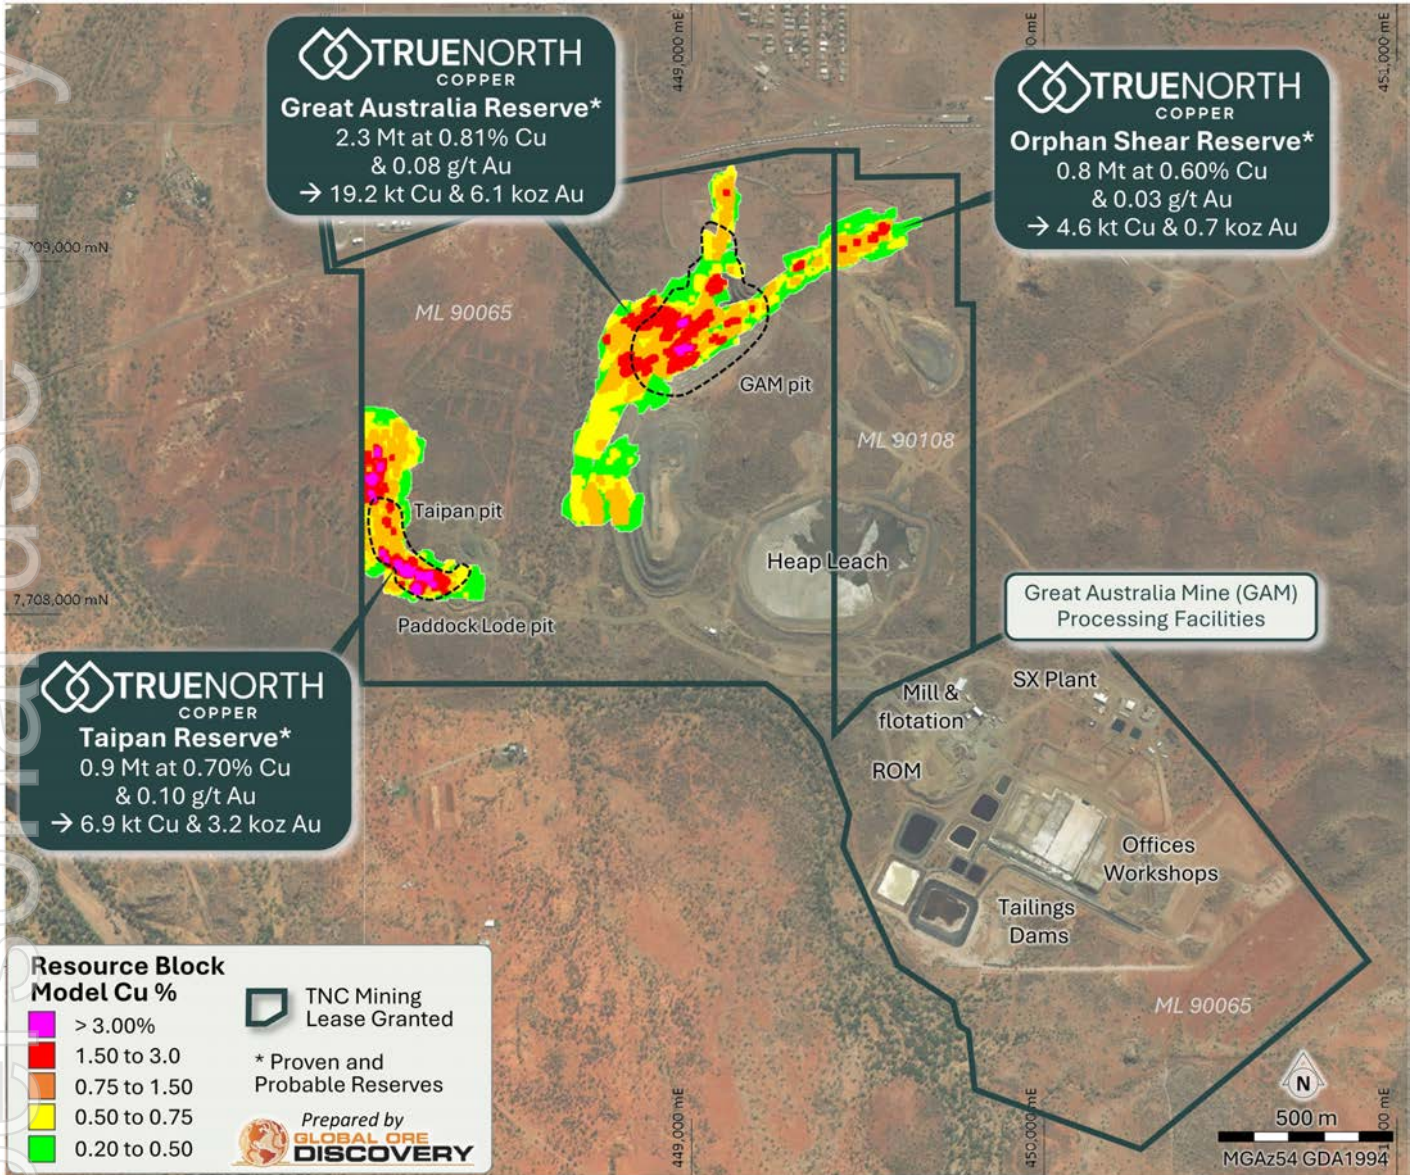 449,000 mE
451,000 mE
TRUENORTH
COPPER
Great Australia Reserve*
2.3 Mt at 0.81% Cu
& 0.08 g/t Au
→ 19.2 kt Cu & 6.1 koz Au
TRUENORTH
COPPER
Orphan Shear Reserve*
0.8 Mt at 0.60% Cu
& 0.03 g/t Au
→ 4.6 kt Cu & 0.7 koz Au
7,709,000 mN
ML 90065
GAM pit
ML 90108
Taipan pit
Heap Leach
7,708,000 mN
Paddock Lode pit
Great Australia Mine (GAM)
Processing Facilities
TRUENORTH
COPPER
Taipan Reserve*
0.9 Mt at 0.70% Cu
& 0.10 g/t Au
→ 6.9 kt Cu & 3.2 koz Au
SX Plant
Mill &
flotation
ROM
Offices
Workshops
Tailings
Dams
ML 90065
Resource Block
Model Cu %
> 3.00%
1.50 to 3.0
0.75 to 1.50
0.50 to 0.75
0.20 to 0.50
TNC Mining
Lease Granted
* Proven and
Probable Reserves
Prepared by
GLOBAL ORE
DISCOVERY
449,000 mE
450,000 mE
N
500 m
MGAz54 GDA1994